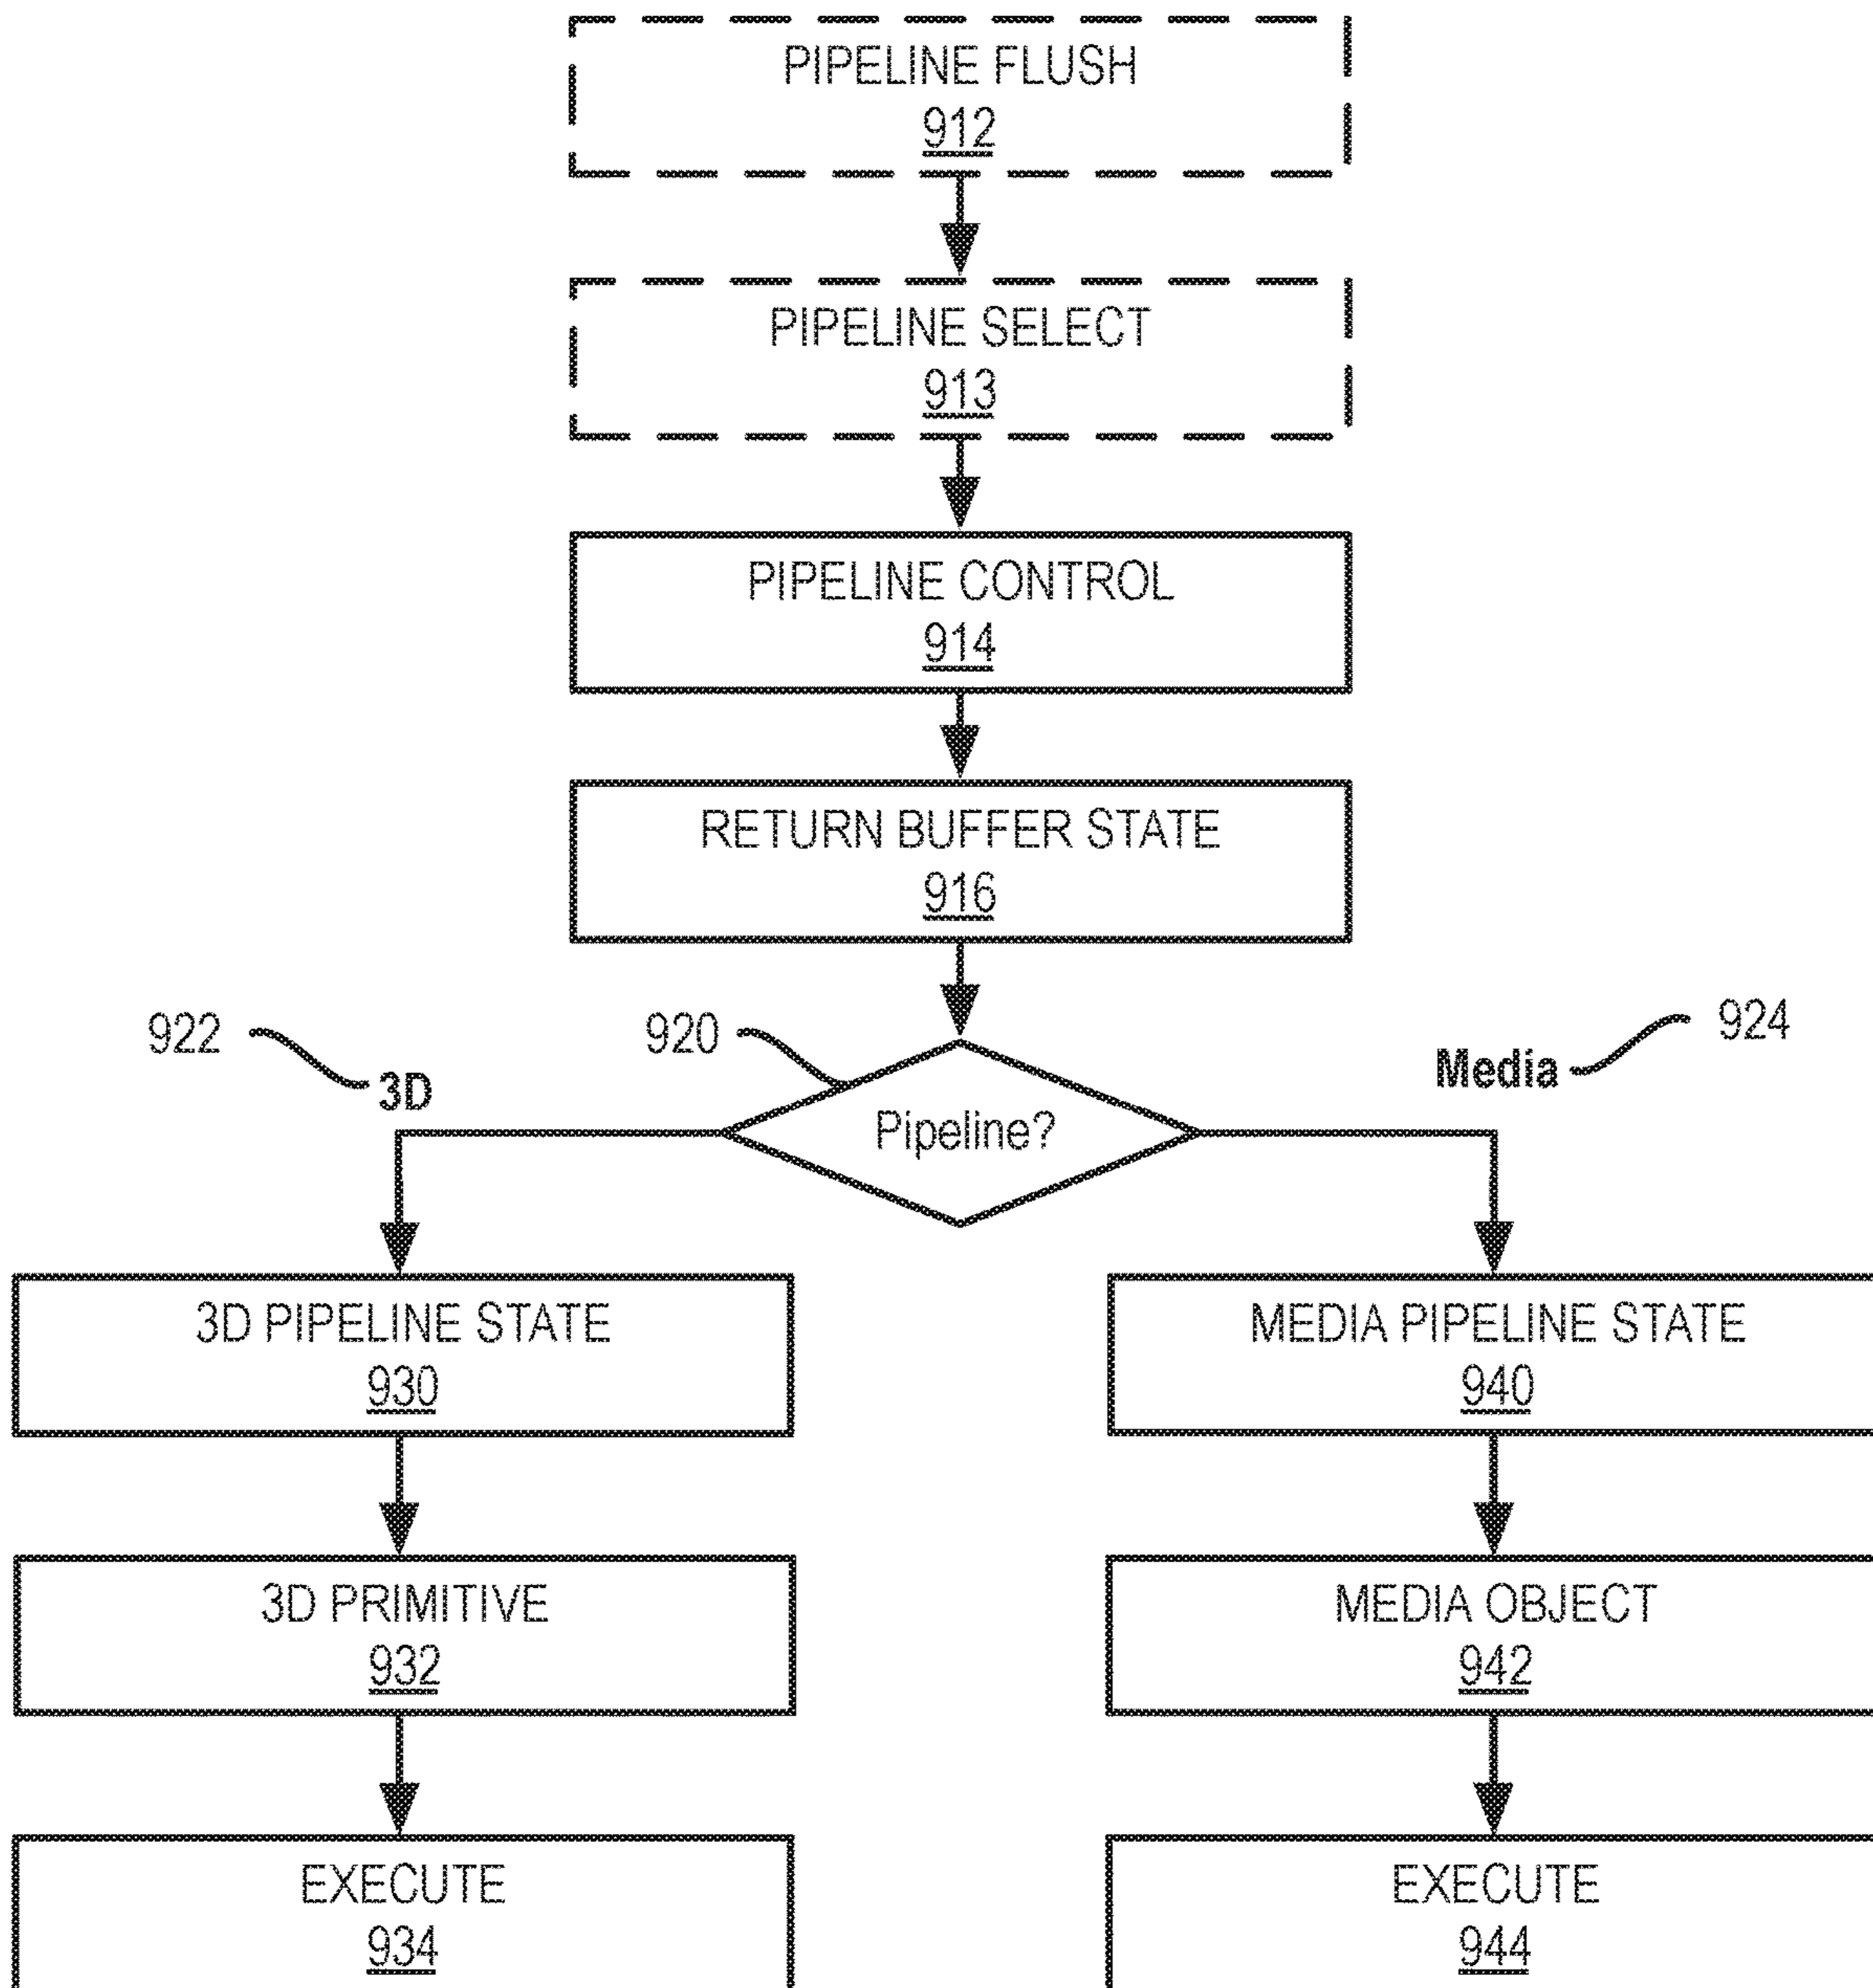 PIPELINE FLUSH
912
PIPELINE SELECT
913
PIPELINE CONTROL
914
RETURN BUFFER STATE
916
922
920
924
3D
Media
Pipeline?
3D PIPELINE STATE
930
MEDIA PIPELINE STATE
940
3D PRIMITIVE
932
MEDIA OBJECT
942
EXECUTE
934
EXECUTE
944